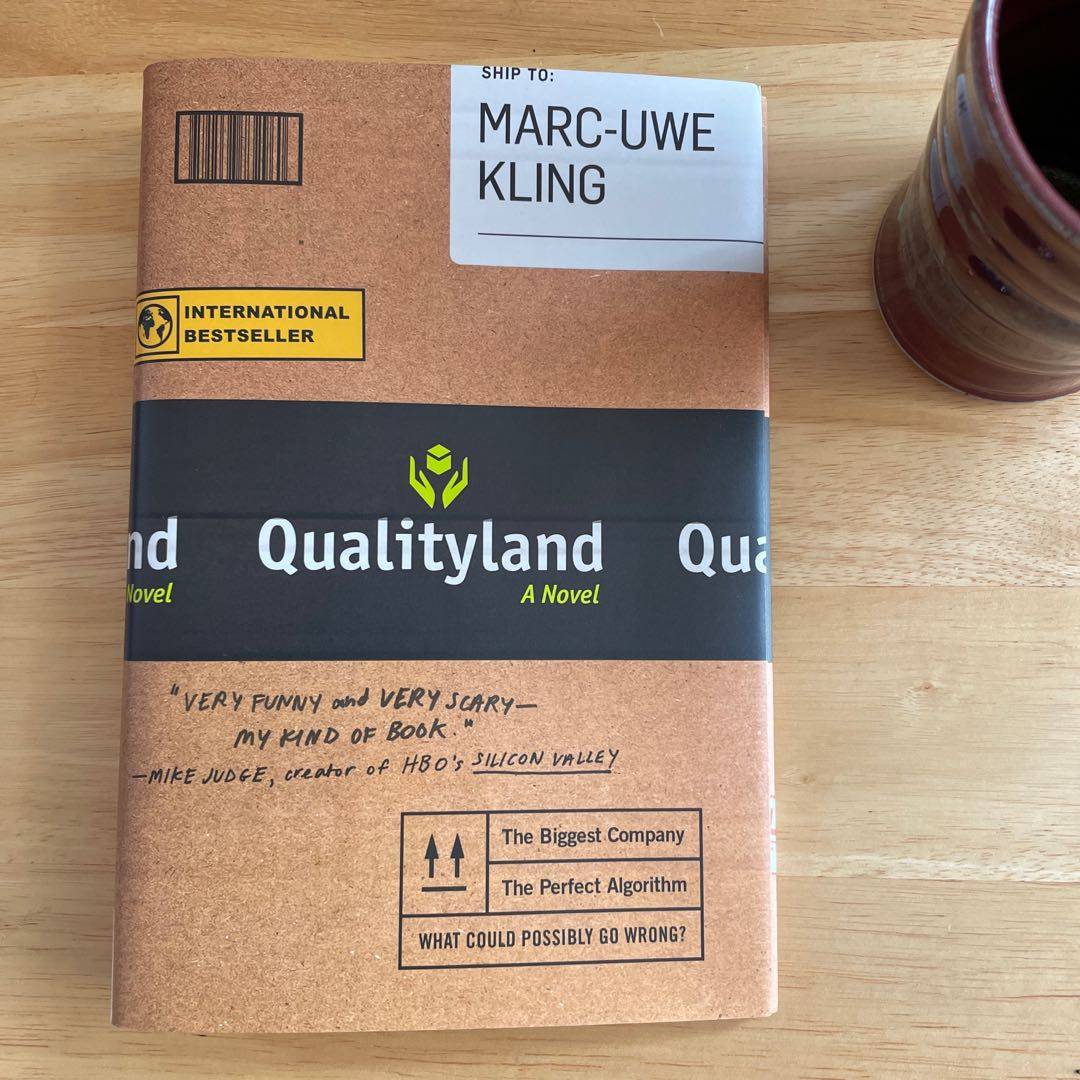 SHIP TO:
MARC-UWE
KLING
INTERNATIONAL
BESTSELLER
nd Qualityland Qua
Novel A Novel
"VERY FUNNY and VERY SCARY—
MY KIND OF BOOK."
—MIKE JUDGE, creator of HBO's SILICON VALLEY
The Biggest Company
The Perfect Algorithm
WHAT COULD POSSIBLY GO WRONG?